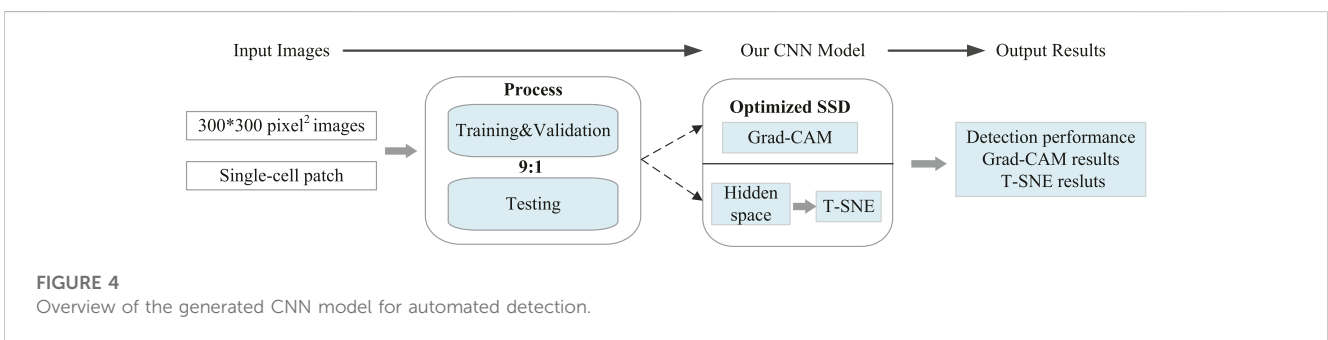 Input Images
Our CNN Model
Output Results
300*300 pixel² images
Single-cell patch
Process
Training&Validation
9:1
Testing
Optimized SSD
Grad-CAM
Hidden
space
T-SNE
Detection performance
Grad-CAM results
T-SNE resluts
FIGURE 4
Overview of the generated CNN model for automated detection.